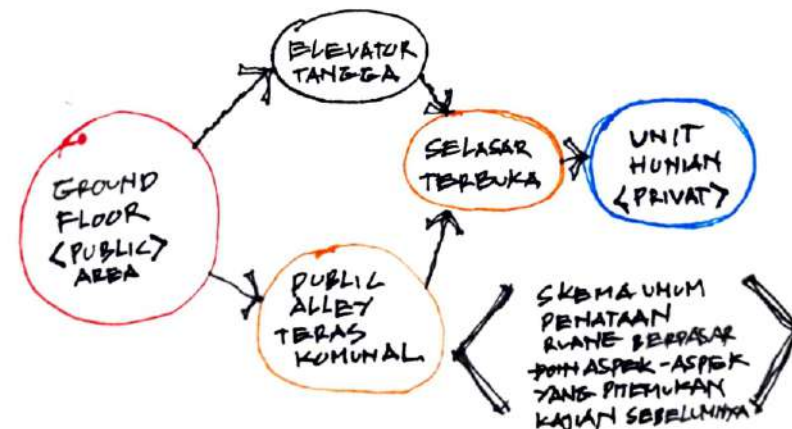 ELEVATOR
TANGGA
GROUND
FLOOR
<PUBLIC>
AREA
SELASAR
TERBUKA
UNIT
HUNIAN
<PRIVAT>
PUBLIC
ALLEY
TERAS
KOMUNAL
SKEMA UMUM
PENATAAN
RUANG BERDASAR
POIN ASPEK-ASPEK
YANG DITEMUKAN
KAJIAN SEBELUMNYA